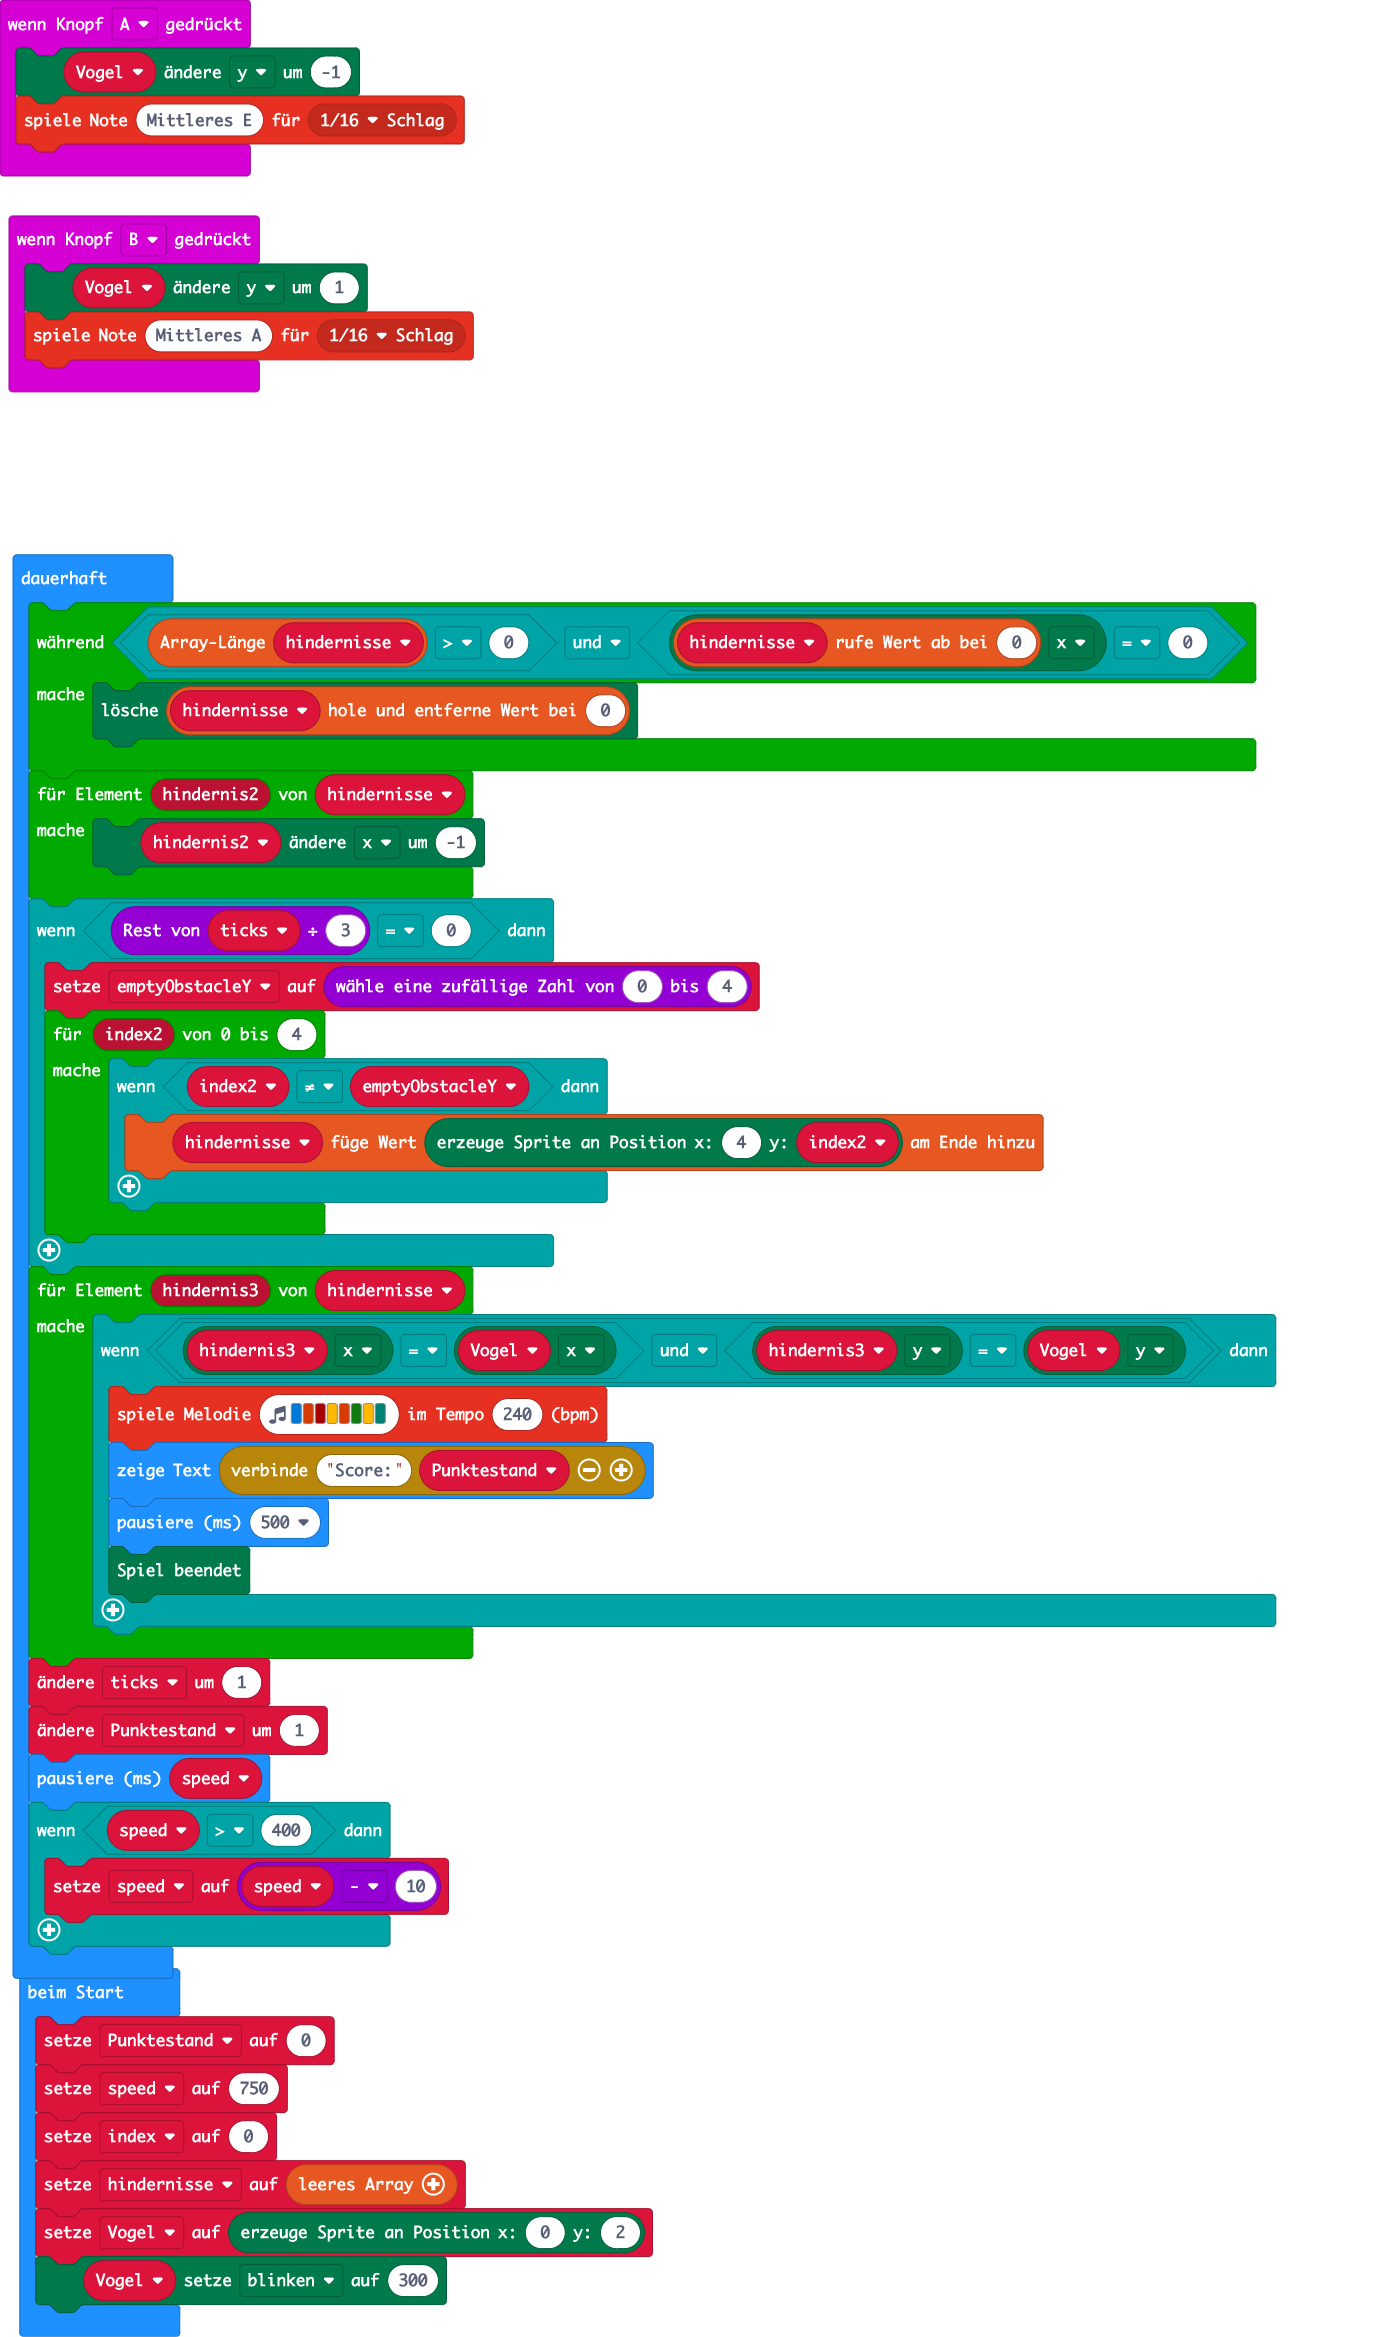 wenn Knopf A gedrückt
Vogel ändere y um -1
spiele Note Mittleres E für 1/16 Schlag
wenn Knopf B gedrückt
Vogel ändere y um 1
spiele Note Mittleres A für 1/16 Schlag
dauerhaft
während Array-Länge hindernisse > 0 und hindernisse rufe Wert ab bei 0 x = 0
mache lösche hindernisse hole und entferne Wert bei 0
für Element hindernis2 von hindernisse
mache hindernis2 ändere x um -1
wenn Rest von ticks ÷ 3 = 0 dann
setze emptyObstacleY auf wähle eine zufällige Zahl von 0 bis 4
für index2 von 0 bis 4
mache wenn index2 ≠ emptyObstacleY dann
hindernisse füge Wert erzeuge Sprite an Position x: 4 y: index2 am Ende hinzu
für Element hindernis3 von hindernisse
mache wenn hindernis3 x = Vogel x und hindernis3 y = Vogel y dann
spiele Melodie im Tempo 240 (bpm)
zeige Text verbinde "Score:" Punktestand
pausiere (ms) 500
Spiel beendet
ändere ticks um 1
ändere Punktestand um 1
pausiere (ms) speed
wenn speed > 400 dann
setze speed auf speed - 10
beim Start
setze Punktestand auf 0
setze speed auf 750
setze index auf 0
setze hindernisse auf leeres Array
setze Vogel auf erzeuge Sprite an Position x: 0 y: 2
Vogel setze blinken auf 300